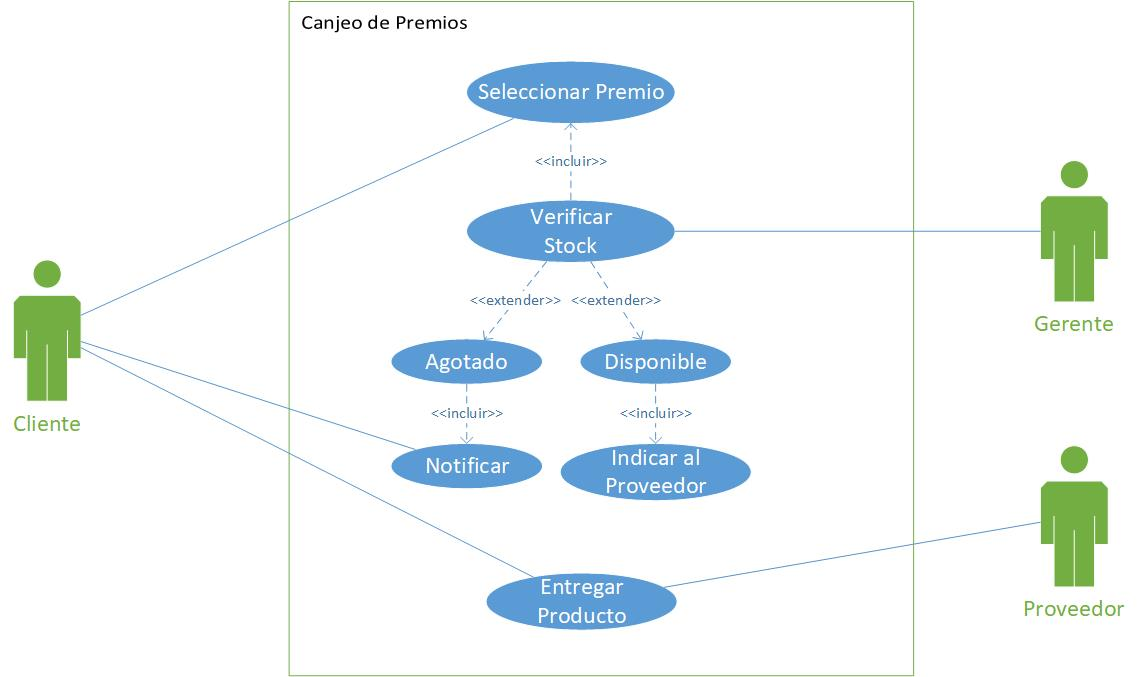 Canjeo de Premios
Seleccionar Premio
<<incluir>>
Verificar
Stock
<<extender>> <<extender>>
Gerente
Agotado
Disponible
Cliente
<<incluir>>
<<incluir>>
Notificar
Indicar al
Proveedor
Entregar
Producto
Proveedor